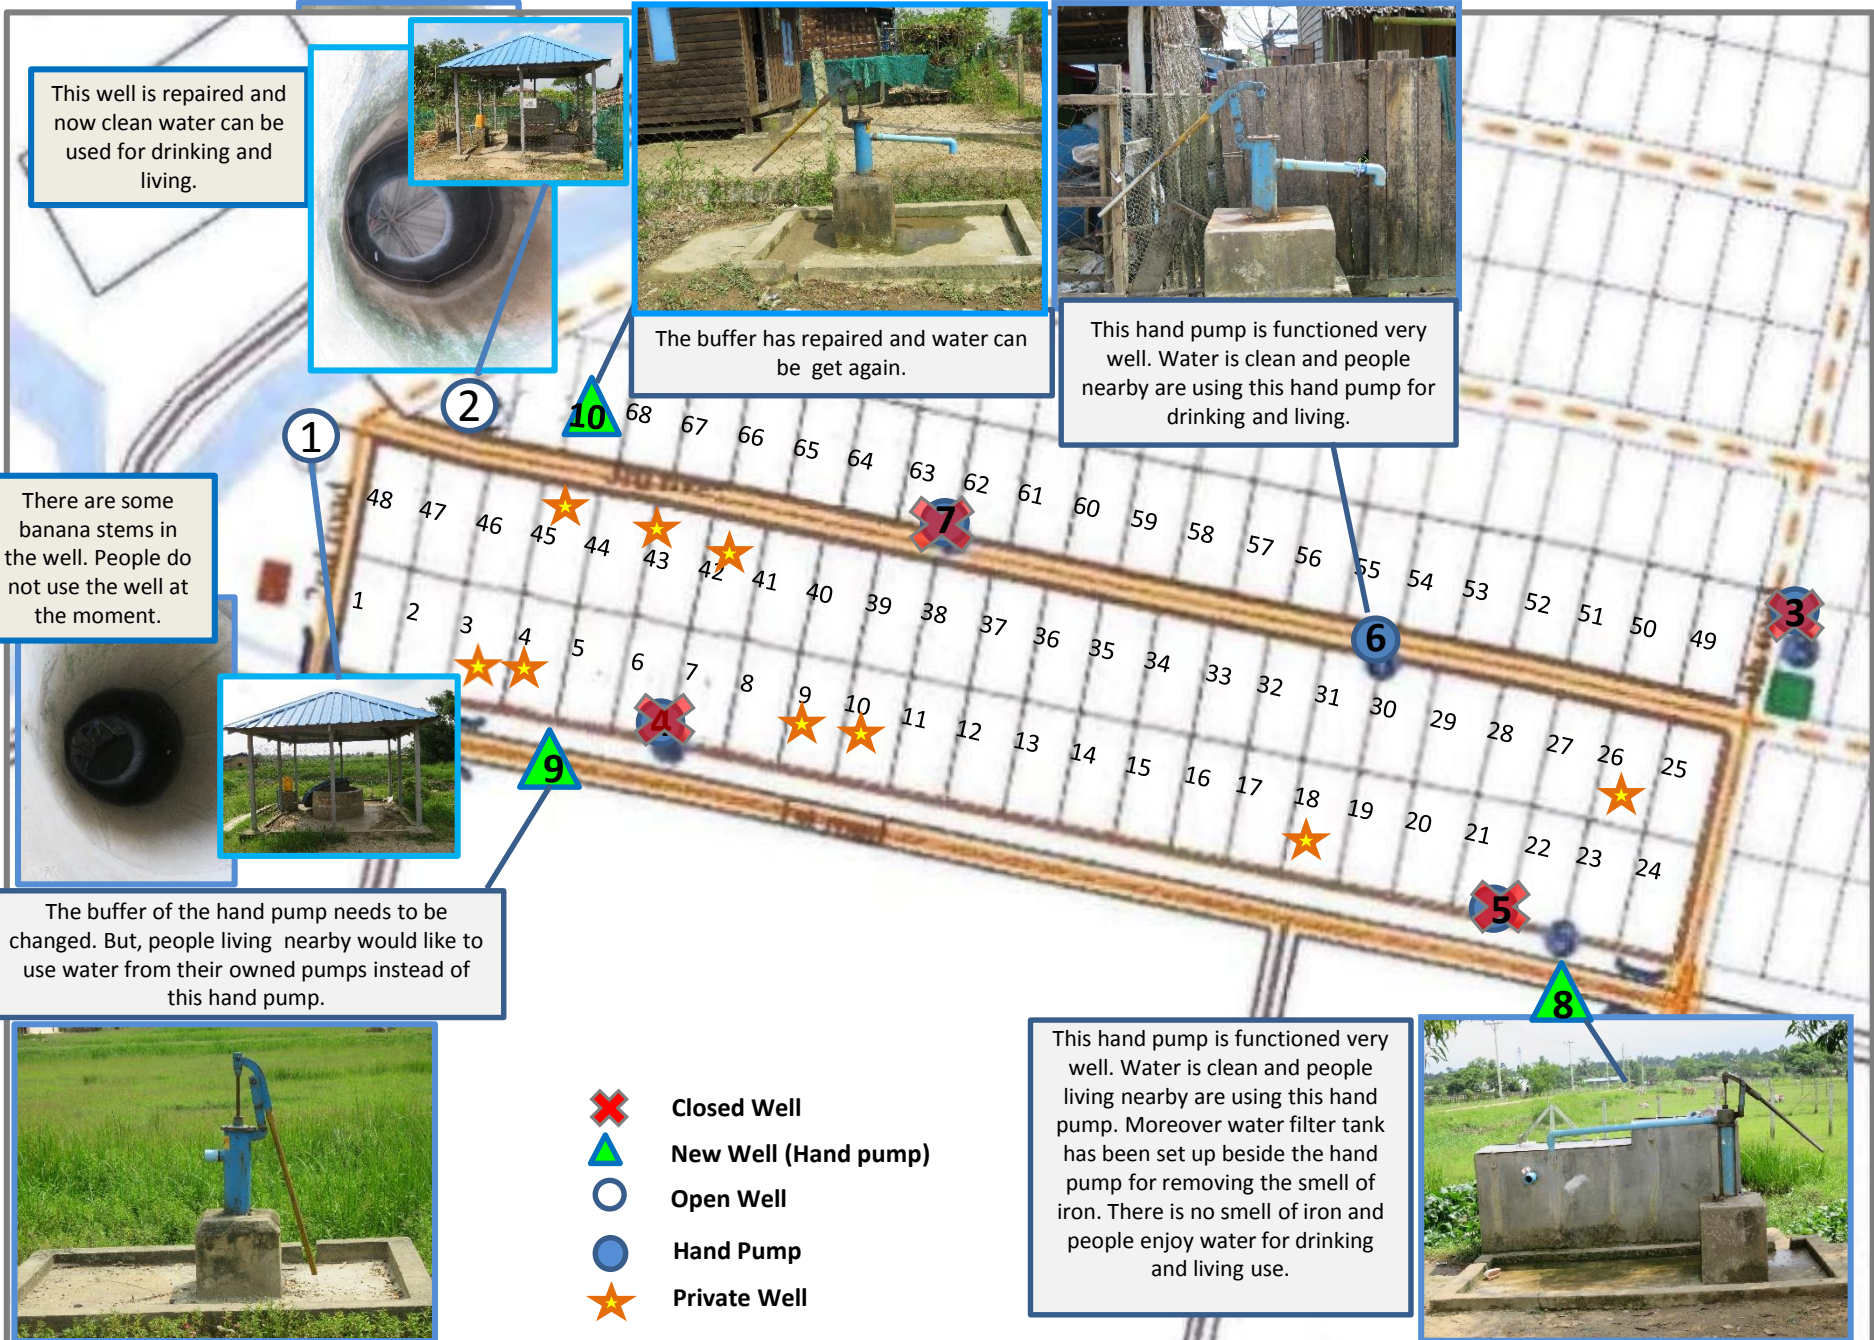 This well is repaired and
now clean water can be
used for drinking and
living.
The buffer has repaired and water can
be get again.
This hand pump is functioned very
well. Water is clean and people
nearby are using this hand pump for
drinking and living.
There are some
banana stems in
the well. People do
not use the well at
the moment.
1
2
10
68
67
66
65
64
63
62
61
60
59
58
57
56
55
54
53
52
51
50
49
7
6
3
48
47
46
45
44
43
42
41
40
39
38
37
36
35
34
33
32
31
30
29
28
27
26
25
1
2
3
4
5
6
7
8
9
10
11
12
13
14
15
16
17
18
19
20
21
22
23
24
4
9
5
8
The buffer of the hand pump needs to be
changed. But, people living nearby would like to
use water from their owned pumps instead of
this hand pump.
This hand pump is functioned very
well. Water is clean and people
living nearby are using this hand
pump. Moreover water filter tank
has been set up beside the hand
pump for removing the smell of
iron. There is no smell of iron and
people enjoy water for drinking
and living use.
Closed Well
New Well (Hand pump)
Open Well
Hand Pump
Private Well